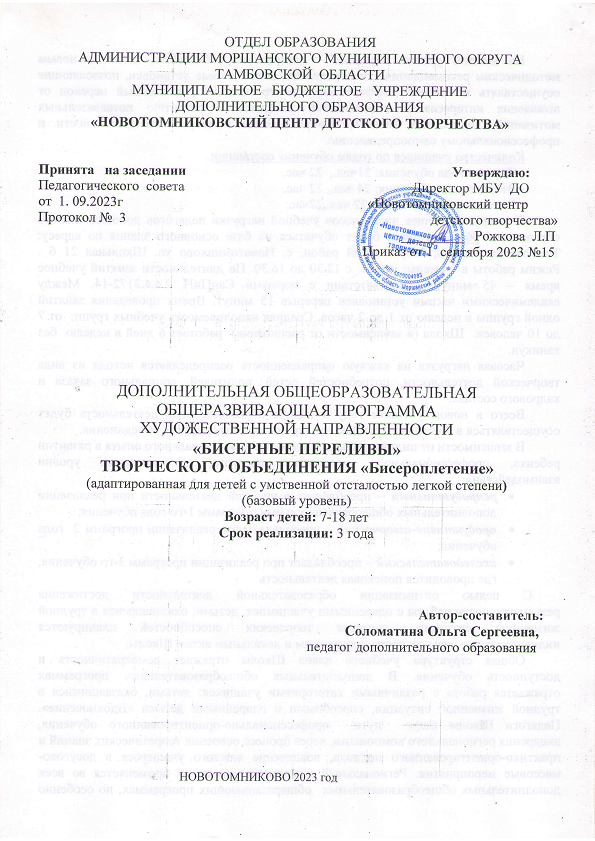 ОТДЕЛ ОБРАЗОВАНИЯ
АДМИНИСТРАЦИИ МОРШАНСКОГО МУНИЦИПАЛЬНОГО ОКРУГА
ТАМБОВСКОЙ ОБЛАСТИ
МУНИЦИПАЛЬНОЕ БЮДЖЕТНОЕ УЧРЕЖДЕНИЕ
ДОПОЛНИТЕЛЬНОГО ОБРАЗОВАНИЯ
«НОВОТОМНИКОВСКИЙ ЦЕНТР ДЕТСКОГО ТВОРЧЕСТВА»
Принята на заседании
Педагогического совета
от 1. 09.2023г
Протокол № 3
Утверждаю:
Директор МБУ ДО
«Новотомниковский центр
детского творчества»
Рожкова Л.П
Приказ от 1 сентября 2023 №15
«Новотомниковский
центр детского
творчества»
ДОПОЛНИТЕЛЬНАЯ ОБЩЕОБРАЗОВАТЕЛЬНАЯ
ОБЩЕРАЗВИВАЮЩАЯ ПРОГРАММА
ХУДОЖЕСТВЕННОЙ НАПРАВЛЕННОСТИ
«БИСЕРНЫЕ ПЕРЕЛИВЫ»
ТВОРЧЕСКОГО ОБЪЕДИНЕНИЯ «Бисероплетение»
(адаптированная для детей с умственной отсталостью легкой степени)
(базовый уровень)
Возраст детей: 7-18 лет
Срок реализации: 3 года
Автор-составитель:
Соломатина Ольга Сергеевна,
педагог дополнительного образования
НОВОТОМНИКОВО 2023 год